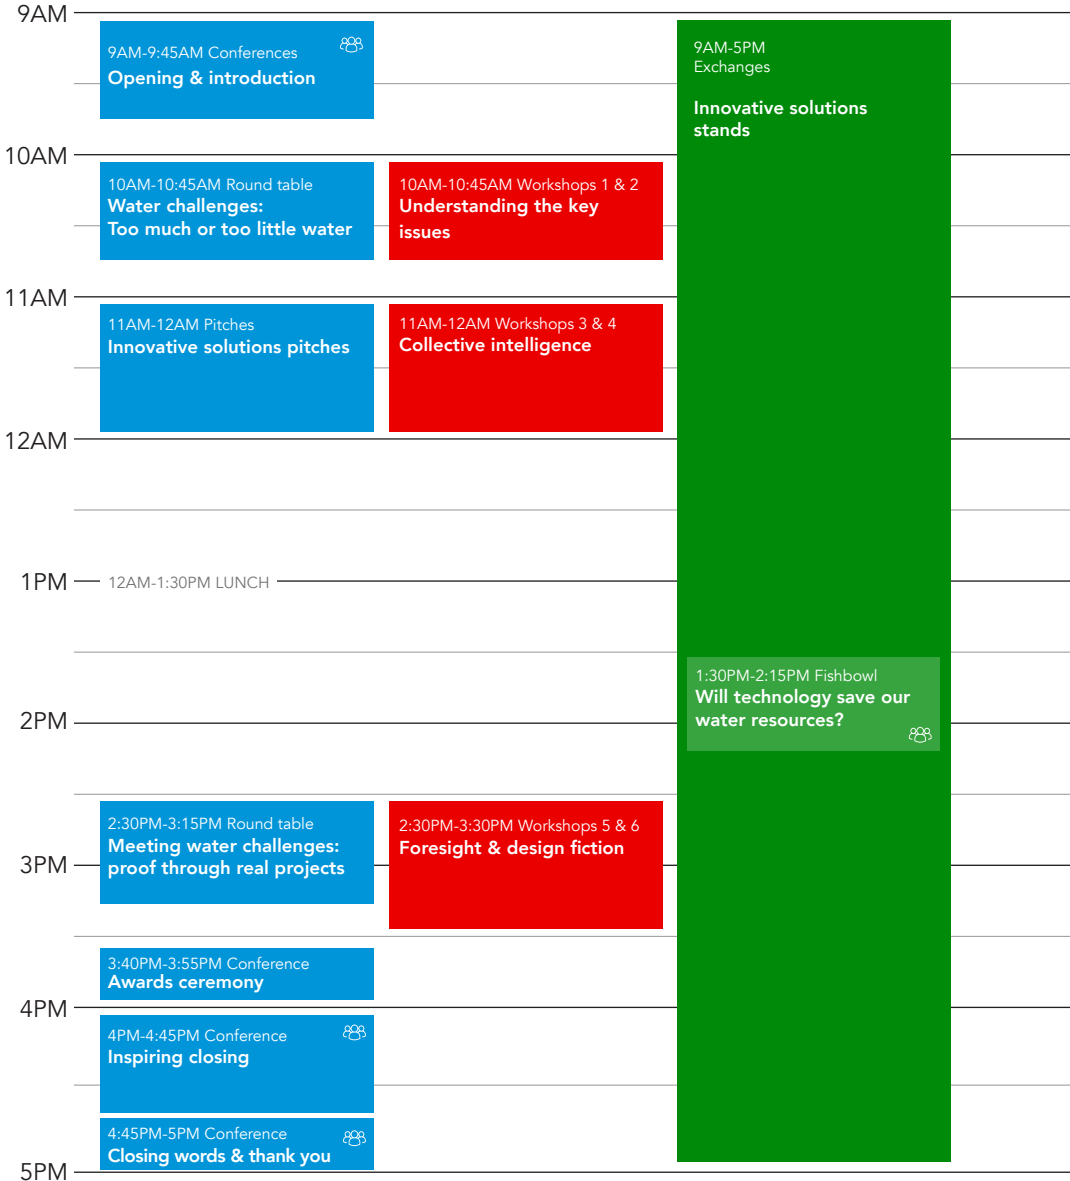 9AM
9AM-9:45AM Conferences
Opening & introduction
9AM-5PM
Exchanges
Innovative solutions
stands
10AM
10AM-10:45AM Round table
Water challenges:
Too much or too little water
10AM-10:45AM Workshops 1 & 2
Understanding the key
issues
11AM
11AM-12AM Pitches
Innovative solutions pitches
11AM-12AM Workshops 3 & 4
Collective intelligence
12AM
1PM
12AM-1:30PM LUNCH
1:30PM-2:15PM Fishbowl
Will technology save our
water resources?
2PM
2:30PM-3:15PM Round table
Meeting water challenges:
proof through real projects
2:30PM-3:30PM Workshops 5 & 6
Foresight & design fiction
3PM
3:40PM-3:55PM Conference
Awards ceremony
4PM
4PM-4:45PM Conference
Inspiring closing
4:45PM-5PM Conference
Closing words & thank you
5PM